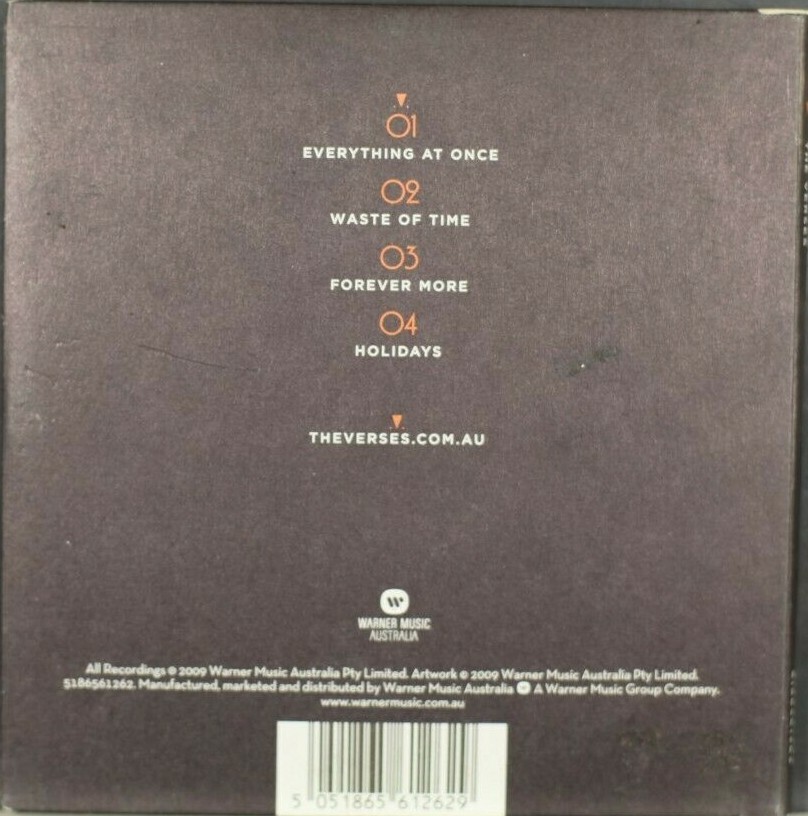 01
EVERYTHING AT ONCE
02
WASTE OF TIME
03
FOREVER MORE
04
HOLIDAYS
THEVERSES.COM.AU
W
WARNER MUSIC
AUSTRALIA
All Recordings ℗ 2009 Warner Music Australia Pty Limited. Artwork © 2009 Warner Music Australia Pty Limited.
5186561262. Manufactured, marketed and distributed by Warner Music Australia A Warner Music Group Company.
www.warnermusic.com.au
5 051865 612629